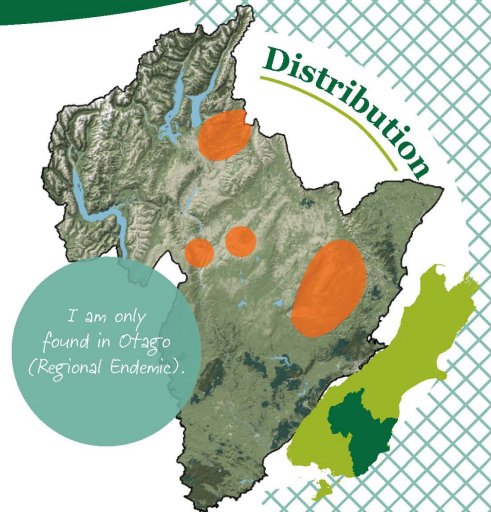 Distribution
I am only
found in Otago
(Regional Endemic).